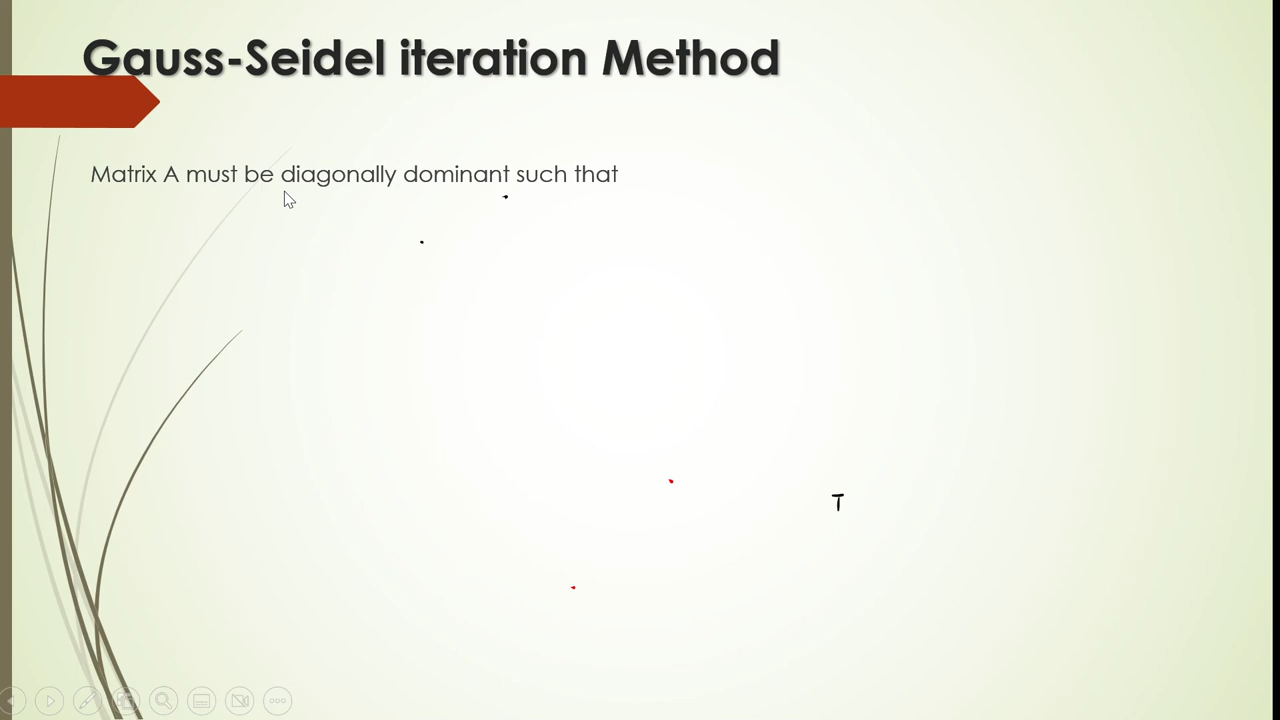 Gauss-Seidel iteration Method
Matrix A must be diagonally dominant such that
T